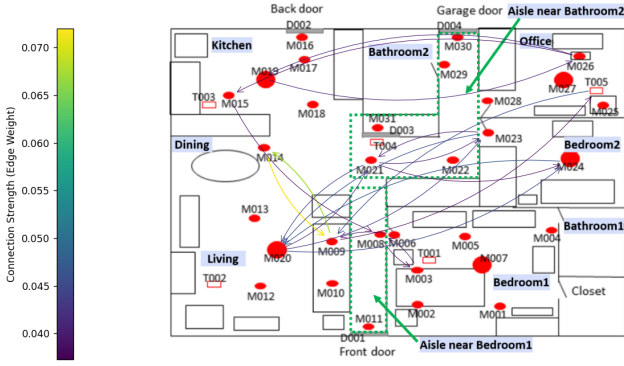 Back door
Garage door
Aisle near Bathroom2
D002
D004
0.070
M016
M030
Kitchen
Bathroom2
Office
M017
M029
M026
0.065
M019
M027
T005
T003
M015
M028
M025
M018
0.060
M031
D003
M023
Dining
T004
Bedroom2
M014
0.055
M021
M022
M024
0.050
M013
Bathroom1
M004
M008
M006
M005
M009
Living
0.045
M020
T001
M007
M003
Bedroom1
T002
M012
M010
Closet
0.040
M002
M001
M011
D001
Aisle near Bedroom1
Front door
Connection Strength (Edge Weight)